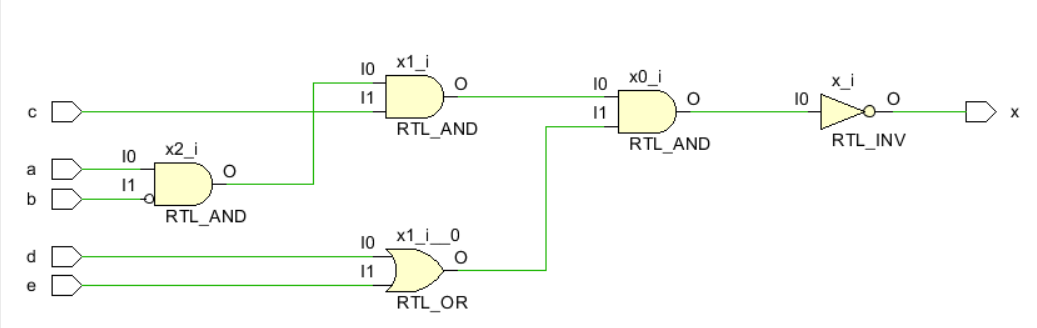 x1_i
I0
O
I1
RTL_AND
c
x0_i
I0
O
I1
RTL_AND
x_i
I0
O
RTL_INV
x
x2_i
a
I0
O
b
I1
RTL_AND
x1_i__0
d
I0
O
e
I1
RTL_OR